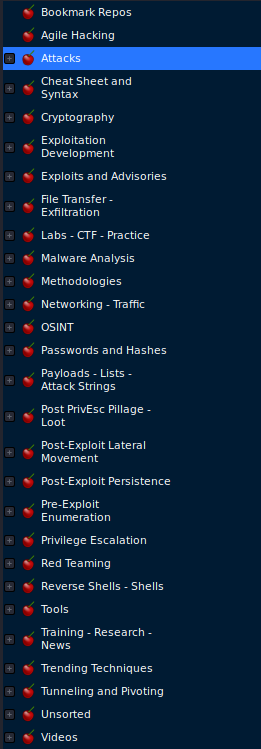 Bookmark Repos
Agile Hacking
Attacks
Cheat Sheet and
Syntax
Cryptography
Exploitation
Development
Exploits and Advisories
File Transfer -
Exfiltration
Labs - CTF - Practice
Malware Analysis
Methodologies
Networking - Traffic
OSINT
Passwords and Hashes
Payloads - Lists -
Attack Strings
Post PrivEsc Pillage -
Loot
Post-Exploit Lateral
Movement
Post-Exploit Persistence
Pre-Exploit
Enumeration
Privilege Escalation
Red Teaming
Reverse Shells - Shells
Tools
Training - Research -
News
Trending Techniques
Tunneling and Pivoting
Unsorted
Videos